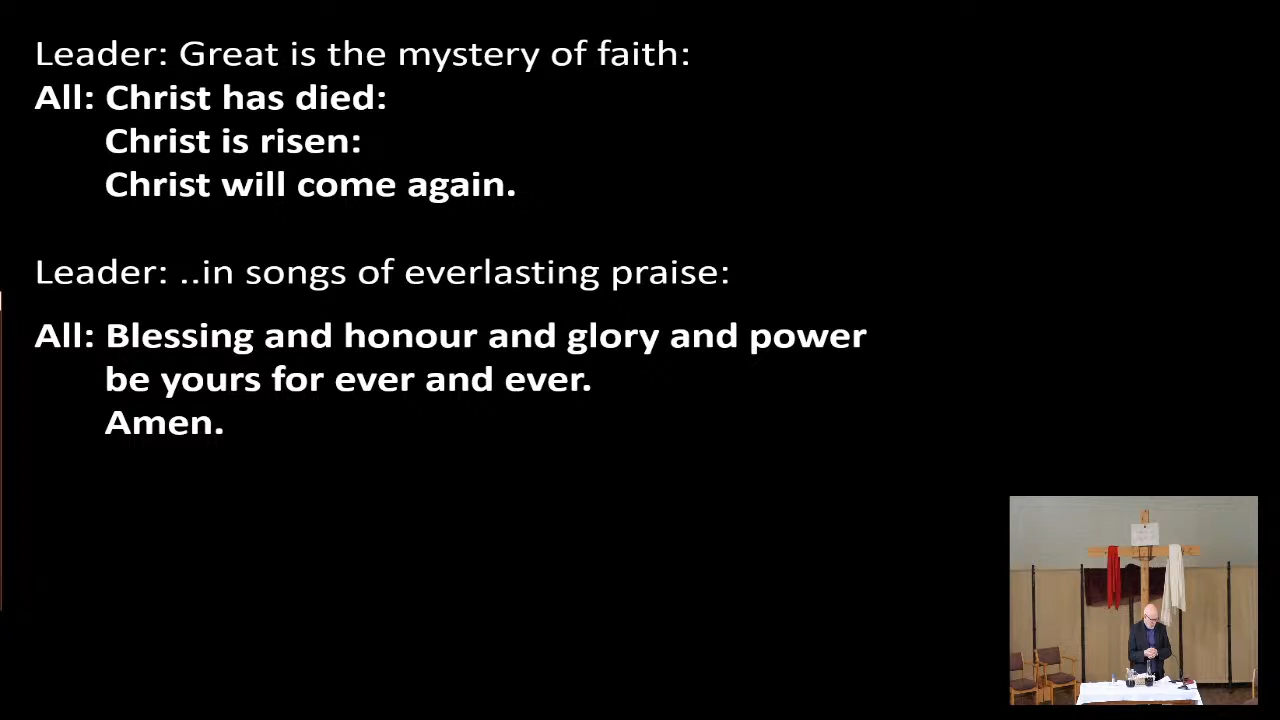 Leader: Great is the mystery of faith:
All: Christ has died:
Christ is risen:
Christ will come again.
Leader: ..in songs of everlasting praise:
All: Blessing and honour and glory and power
be yours for ever and ever.
Amen.